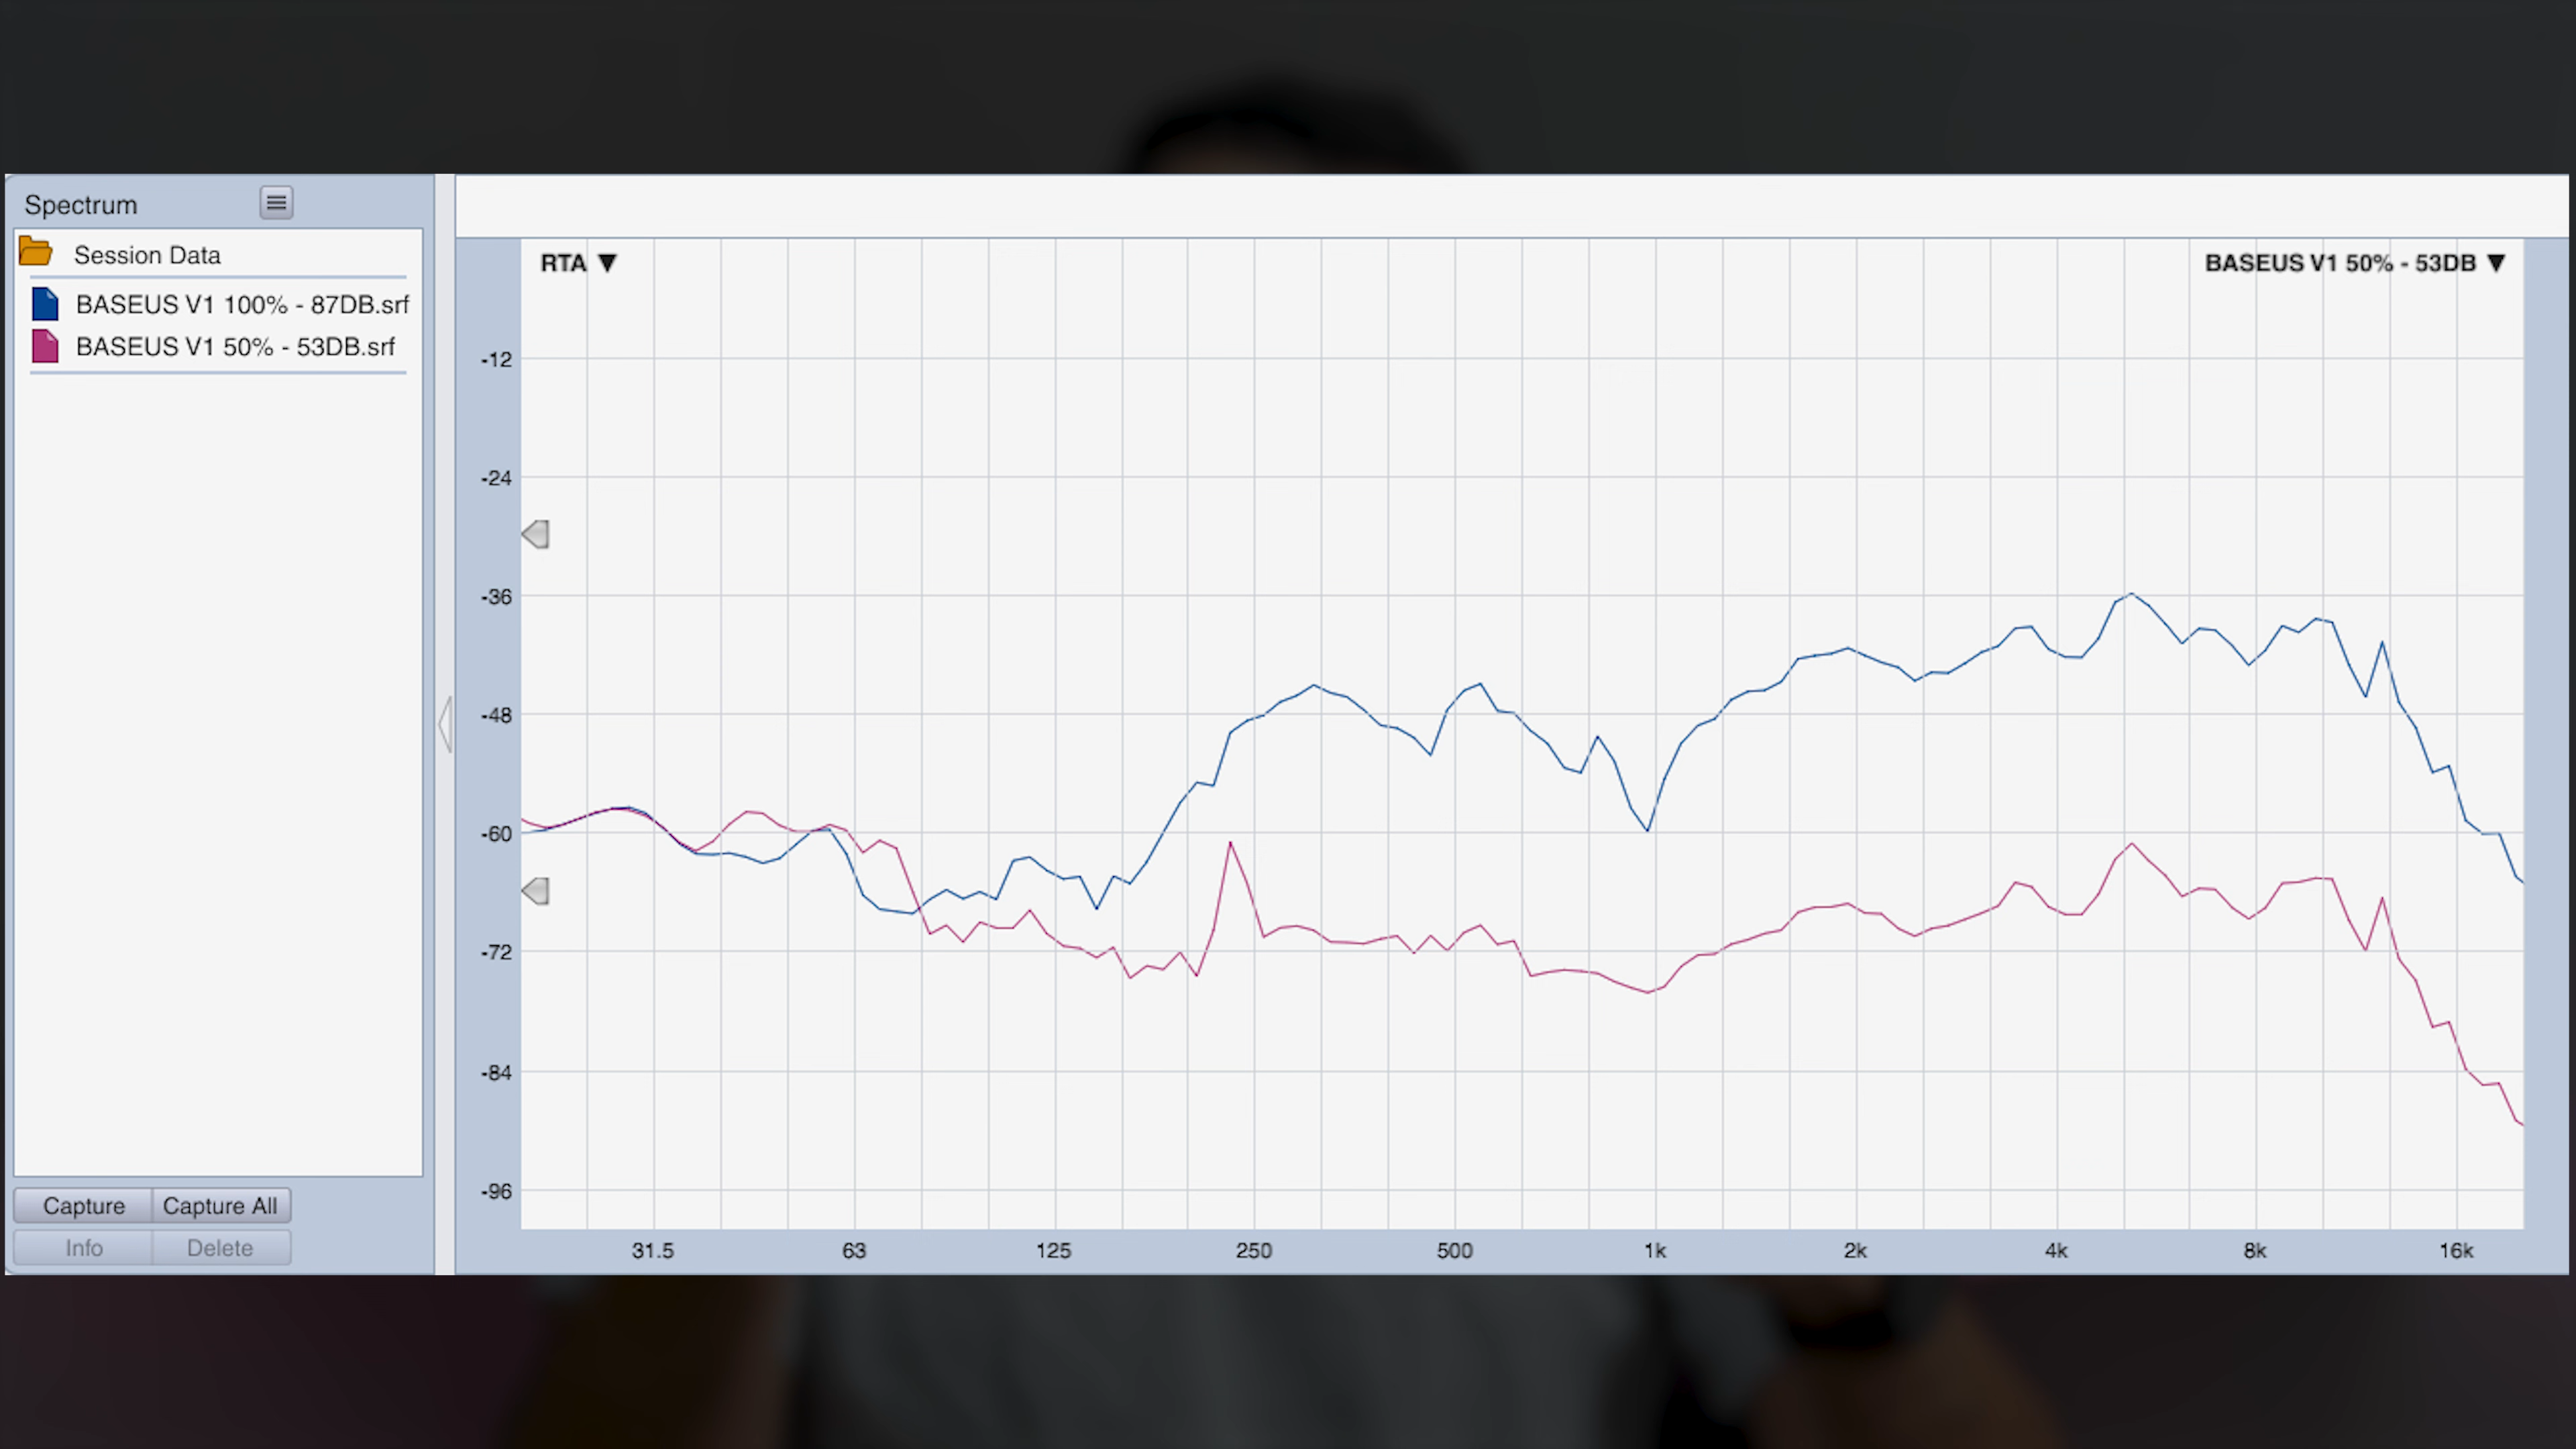 Spectrum
Session Data
BASEUS V1 100% - 87DB.srf
BASEUS V1 50% - 53DB.srf
Capture Capture All
Info Delete
RTA ▼ BASEUS V1 50% - 53DB ▼
-12
-24
-36
-48
-60
-72
-84
-96
31.5 63 125 250 500 1k 2k 4k 8k 16k